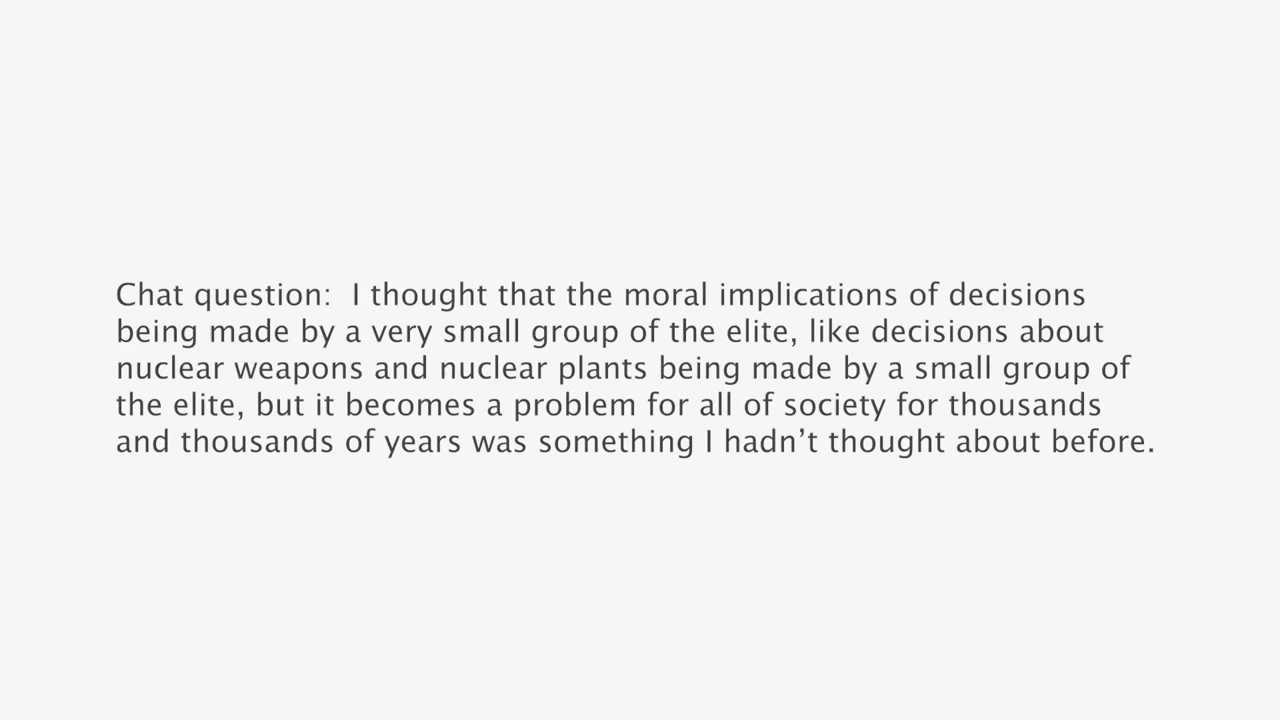 Chat question:  I thought that the moral implications of decisions
being made by a very small group of the elite, like decisions about
nuclear weapons and nuclear plants being made by a small group of
the elite, but it becomes a problem for all of society for thousands
and thousands of years was something I hadn’t thought about before.